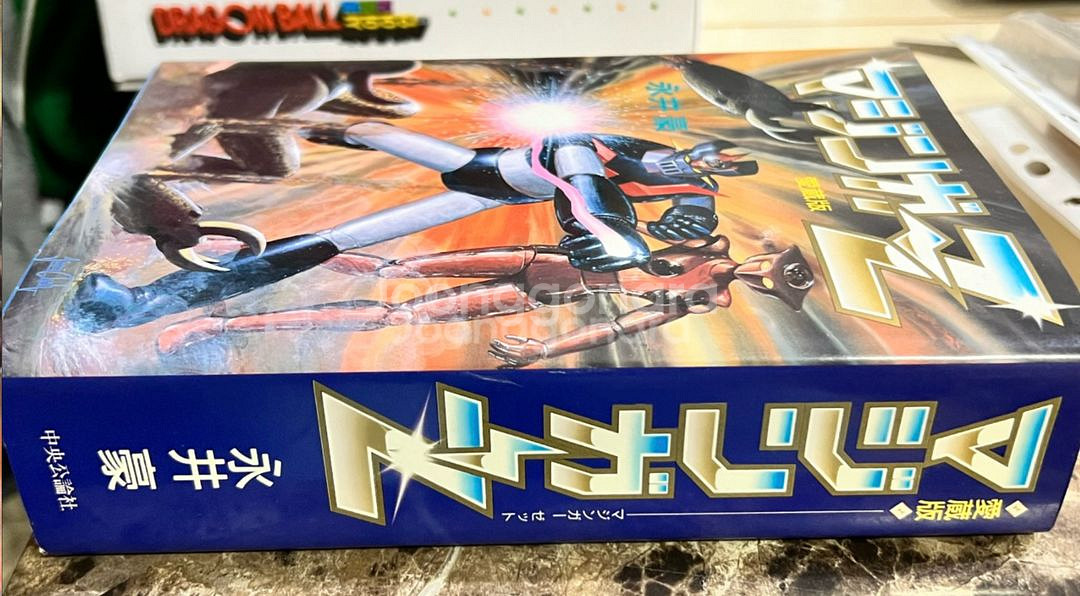 DRAGON BALL
永井豪
マジンガーZ
愛蔵版
joonggonara
joonggonara
マジンガーZ
愛蔵版
マジンガー ゼット
永井豪
中央公論社